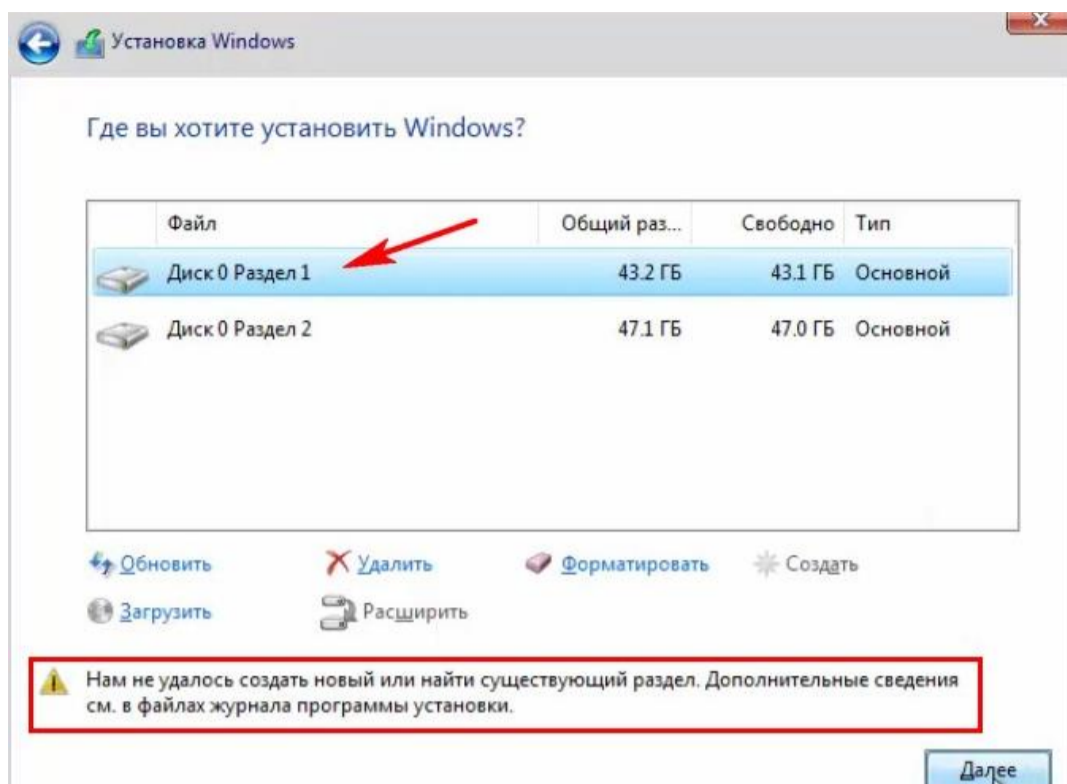 Установка Windows
Где вы хотите установить Windows?
Файл Общий раз... Свободно Тип
Диск 0 Раздел 1 43.2 ГБ 43.1 ГБ Основной
Диск 0 Раздел 2 47.1 ГБ 47.0 ГБ Основной
Обновить Удалить Форматировать Создать
Загрузить Расширить
Нам не удалось создать новый или найти существующий раздел. Дополнительные сведения
см. в файлах журнала программы установки.
Далее